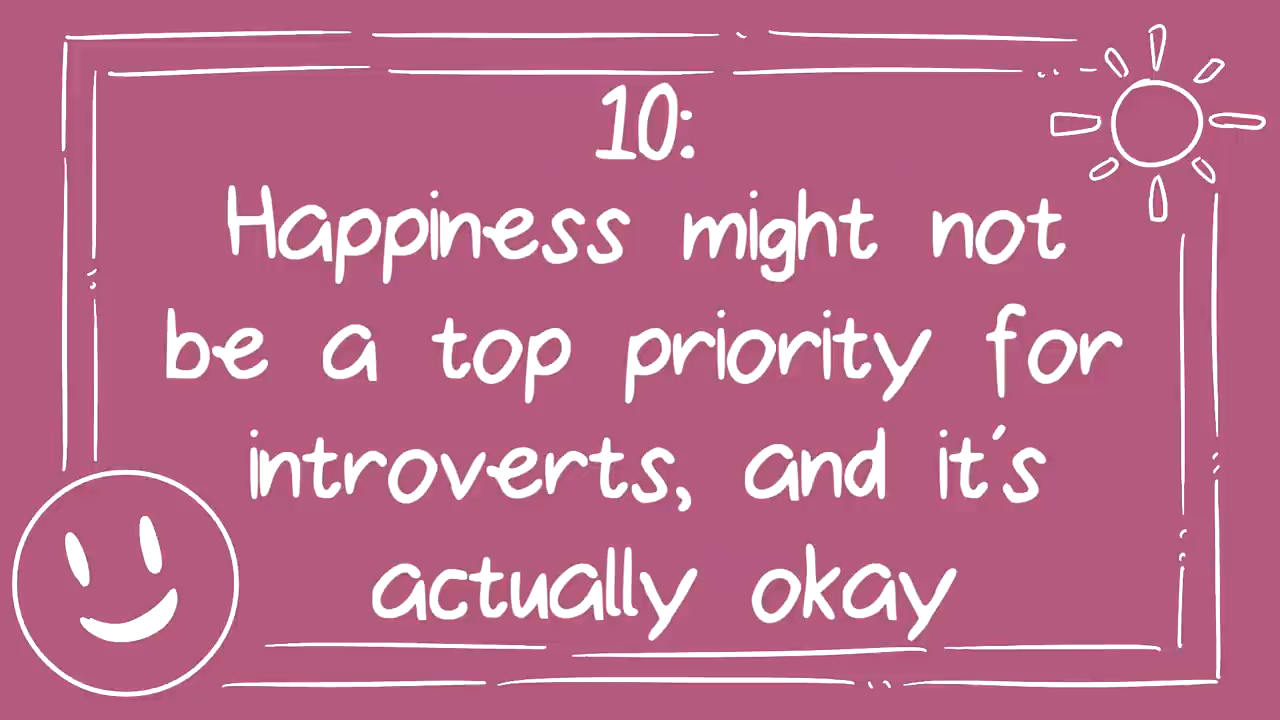 10:
Happiness might not
be a top priority for
introverts, and it's
actually okay